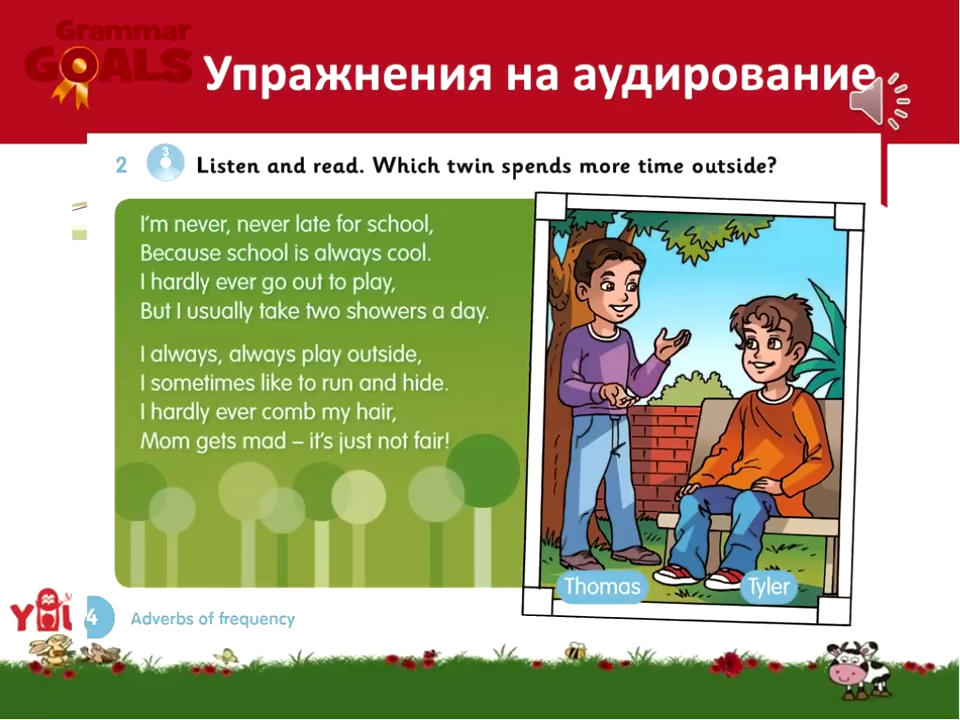 Grammar
GOALS
Упражнения на аудирование
2 3 Listen and read. Which twin spends more time outside?
I'm never, never late for school,
Because school is always cool.
I hardly ever go out to play,
But I usually take two showers a day.
I always, always play outside,
I sometimes like to run and hide.
I hardly ever comb my hair,
Mom gets mad – it's just not fair!
Thomas
Tyler
4 Adverbs of frequency